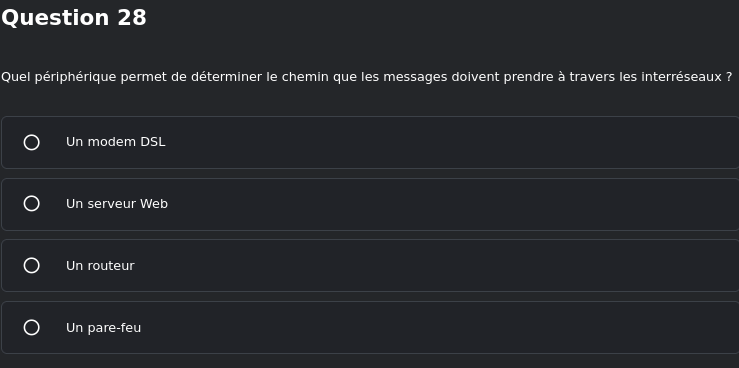 Question 28
Quel périphérique permet de déterminer le chemin que les messages doivent prendre à travers les interréseaux ?
Un modem DSL
Un serveur Web
Un routeur
Un pare-feu